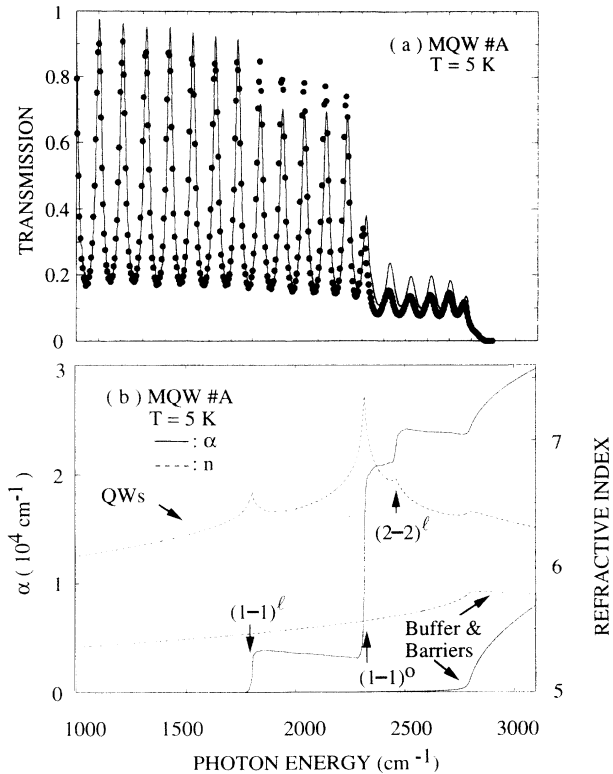 ( a ) MQW #A
T = 5 K
TRANSMISSION
1
0.8
0.6
0.4
0.2
0
( b ) MQW #A
T = 5 K
——: α
-----: n
QWs
(1−1)ℓ
(2−2)ℓ
(1−1)o
Buffer &
Barriers
α ( 10⁴ cm⁻¹ )
3
2
1
0
REFRACTIVE INDEX
7
6
5
1000 1500 2000 2500 3000
PHOTON ENERGY (cm⁻¹)